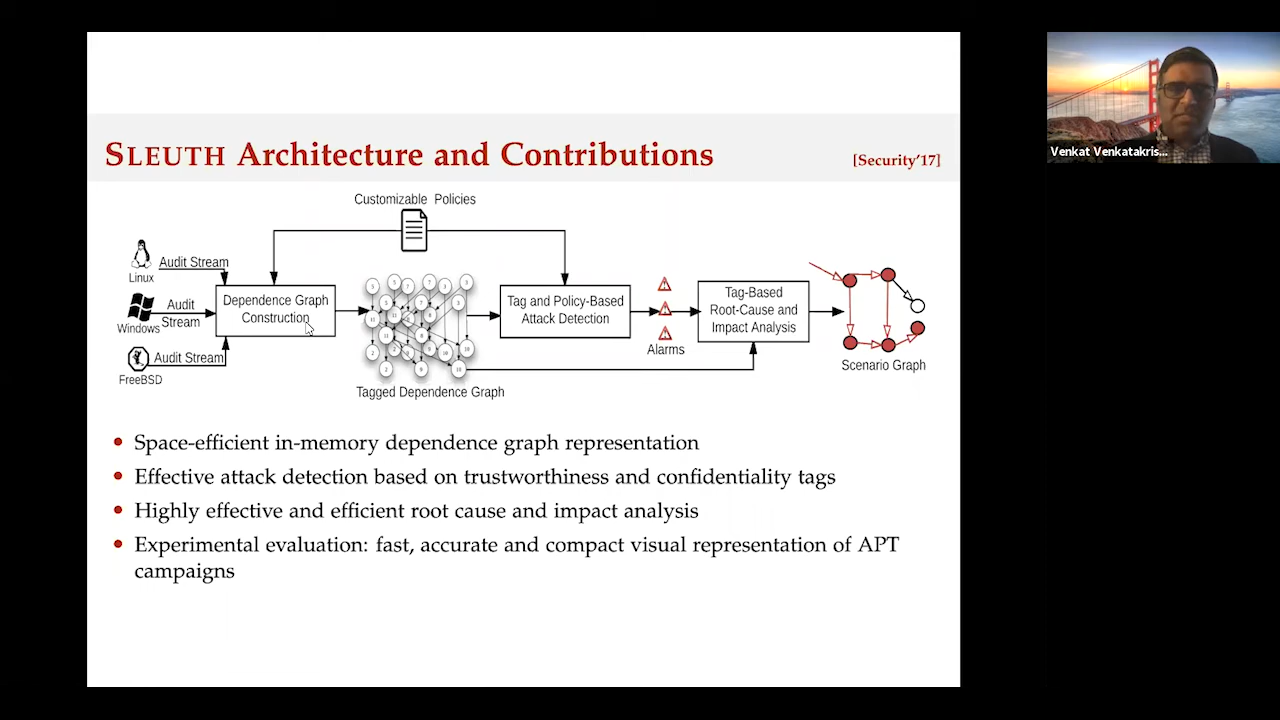 SLEUTH Architecture and Contributions
[Security'17]
Venkat Venkatakris...
Customizable Policies
Linux
Audit Stream
Windows
Audit
Stream
FreeBSD
Audit Stream
Dependence Graph
Construction
Tagged Dependence Graph
Tag and Policy-Based
Attack Detection
Alarms
Tag-Based
Root-Cause and
Impact Analysis
Scenario Graph
• Space-efficient in-memory dependence graph representation
• Effective attack detection based on trustworthiness and confidentiality tags
• Highly effective and efficient root cause and impact analysis
• Experimental evaluation: fast, accurate and compact visual representation of APT
campaigns